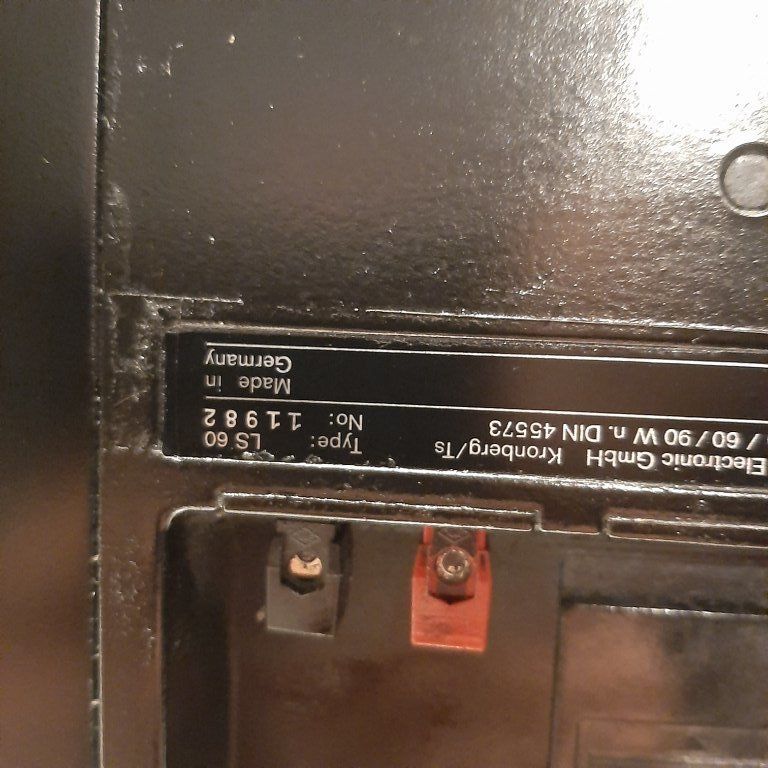 Electronic GmbH Kronberg/Ts
/ 60 / 90 W n. DIN 45573
Type: LS 60
No: 11982
Made in
Germany